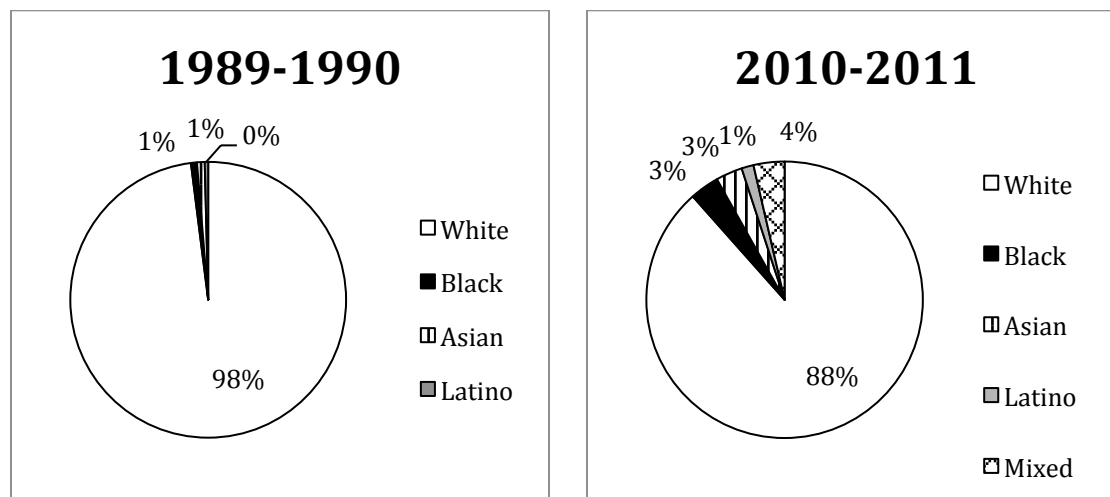 1989-1990
1% 1% 0%
98%
White
Black
Asian
Latino
2010-2011
3% 3% 1% 4%
88%
White
Black
Asian
Latino
Mixed